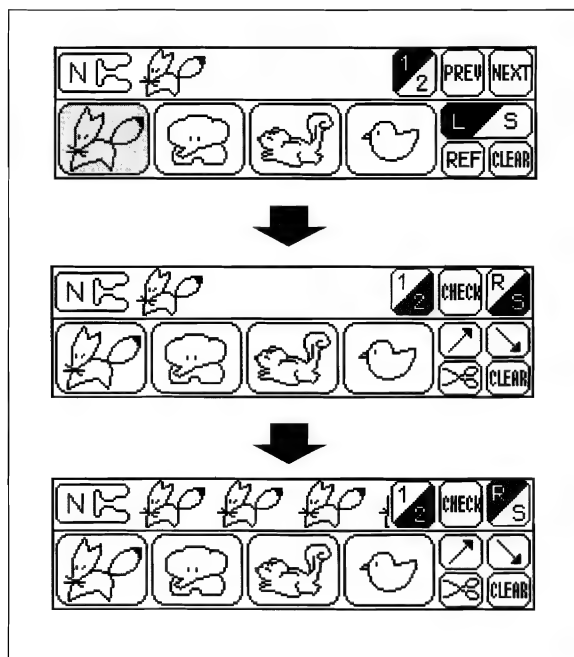 N 1 2 PREV NEXT
L S
REF CLEAR
N 1 2 CHECK R S
CLEAR
N 1 2 CHECK R S
CLEAR